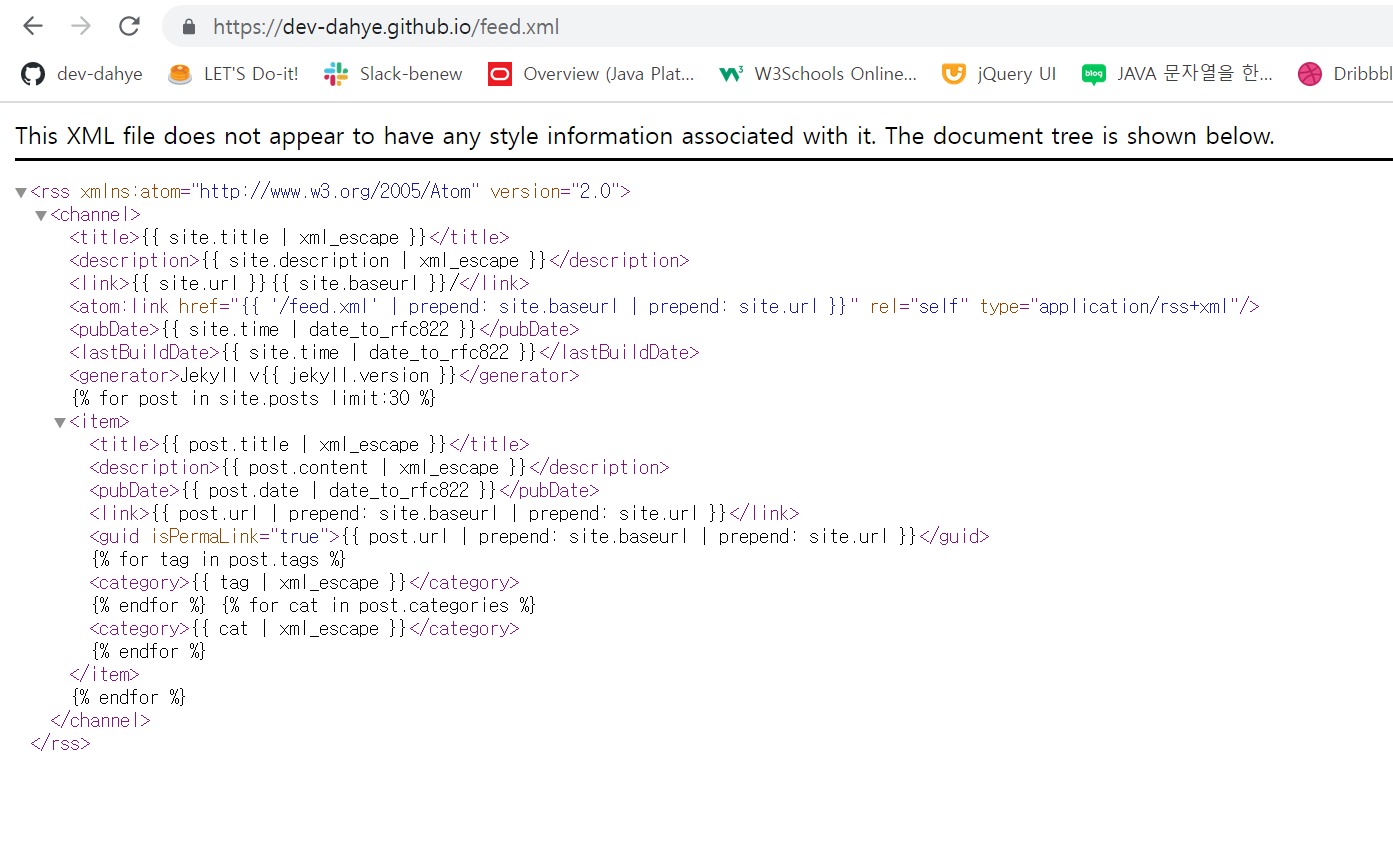 https://dev-dahye.github.io/feed.xml
dev-dahye LET'S Do-it! Slack-benew Overview (Java Plat... W3Schools Online... jQuery UI blog JAVA 문자열을 한... Dribbbl
This XML file does not appear to have any style information associated with it. The document tree is shown below.
▼<rss xmlns:atom="http://www.w3.org/2005/Atom" version="2.0">
▼<channel>
<title>{{ site.title | xml_escape }}</title>
<description>{{ site.description | xml_escape }}</description>
<link>{{ site.url }}{{ site.baseurl }}/</link>
<atom:link href="{{ '/feed.xml' | prepend: site.baseurl | prepend: site.url }}" rel="self" type="application/rss+xml"/>
<pubDate>{{ site.time | date_to_rfc822 }}</pubDate>
<lastBuildDate>{{ site.time | date_to_rfc822 }}</lastBuildDate>
<generator>Jekyll v{{ jekyll.version }}</generator>
{% for post in site.posts limit:30 %}
▼<item>
<title>{{ post.title | xml_escape }}</title>
<description>{{ post.content | xml_escape }}</description>
<pubDate>{{ post.date | date_to_rfc822 }}</pubDate>
<link>{{ post.url | prepend: site.baseurl | prepend: site.url }}</link>
<guid isPermaLink="true">{{ post.url | prepend: site.baseurl | prepend: site.url }}</guid>
{% for tag in post.tags %}
<category>{{ tag | xml_escape }}</category>
{% endfor %} {% for cat in post.categories %}
<category>{{ cat | xml_escape }}</category>
{% endfor %}
</item>
{% endfor %}
</channel>
</rss>